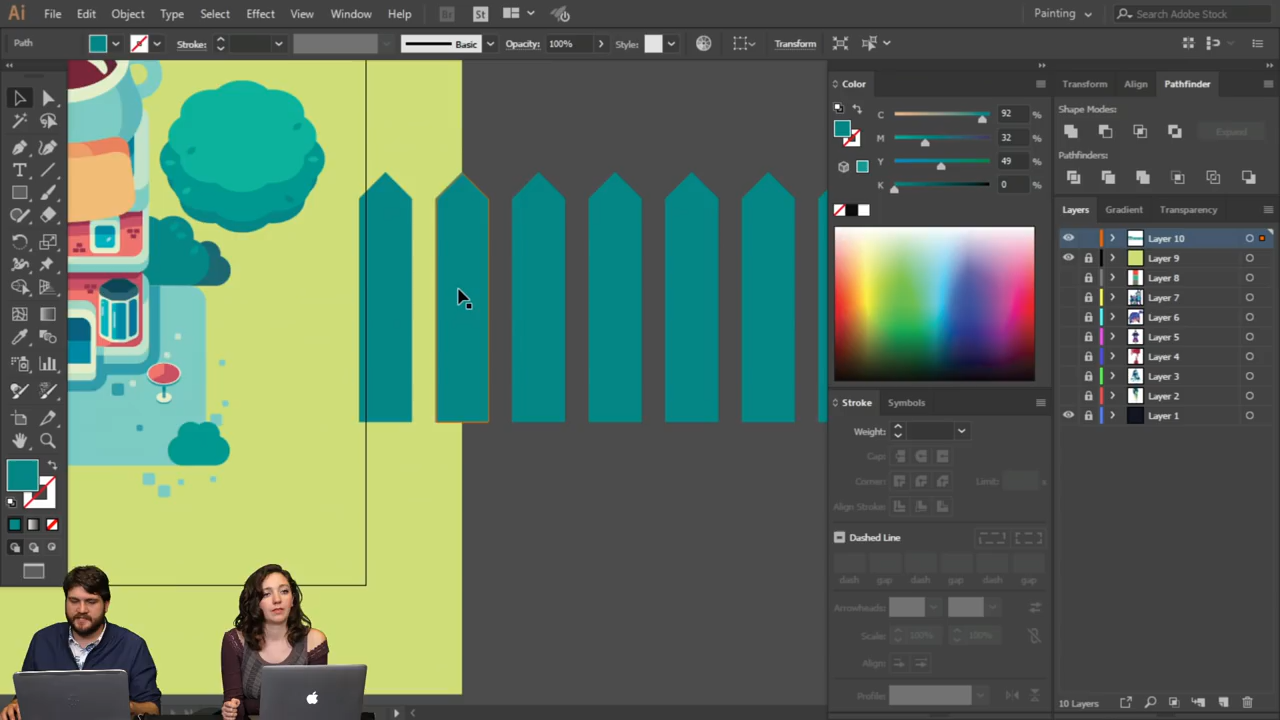 Ai File Edit Object Type Select Effect View Window Help Br St Painting Search Adobe Stock
Path Stroke: Basic Opacity: 100% Style: Transform
Color
C 92 %
M 32 %
Y 49 %
K 0 %
Stroke Symbols
Weight:
Cap:
Corner: Limit:
Align Stroke:
Dashed Line
dash gap dash gap dash gap
Arrowheads:
Scale: 100% 100%
Align:
Profile:
Transform Align Pathfinder
Shape Modes:
Expand
Pathfinders:
Layers Gradient Transparency
Layer 10
Layer 9
Layer 8
Layer 7
Layer 6
Layer 5
Layer 4
Layer 3
Layer 2
Layer 1
10 Layers